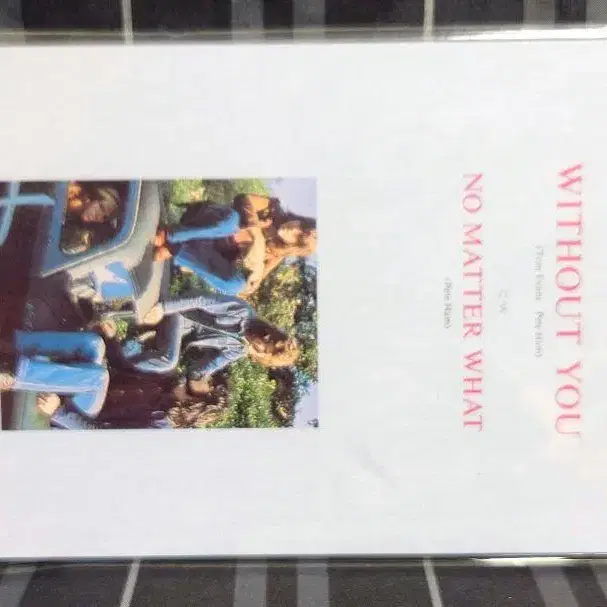 WITHOUT YOU
(Tom Evans Pete Ham)
C/W
NO MATTER WHAT
(Pete Ham)